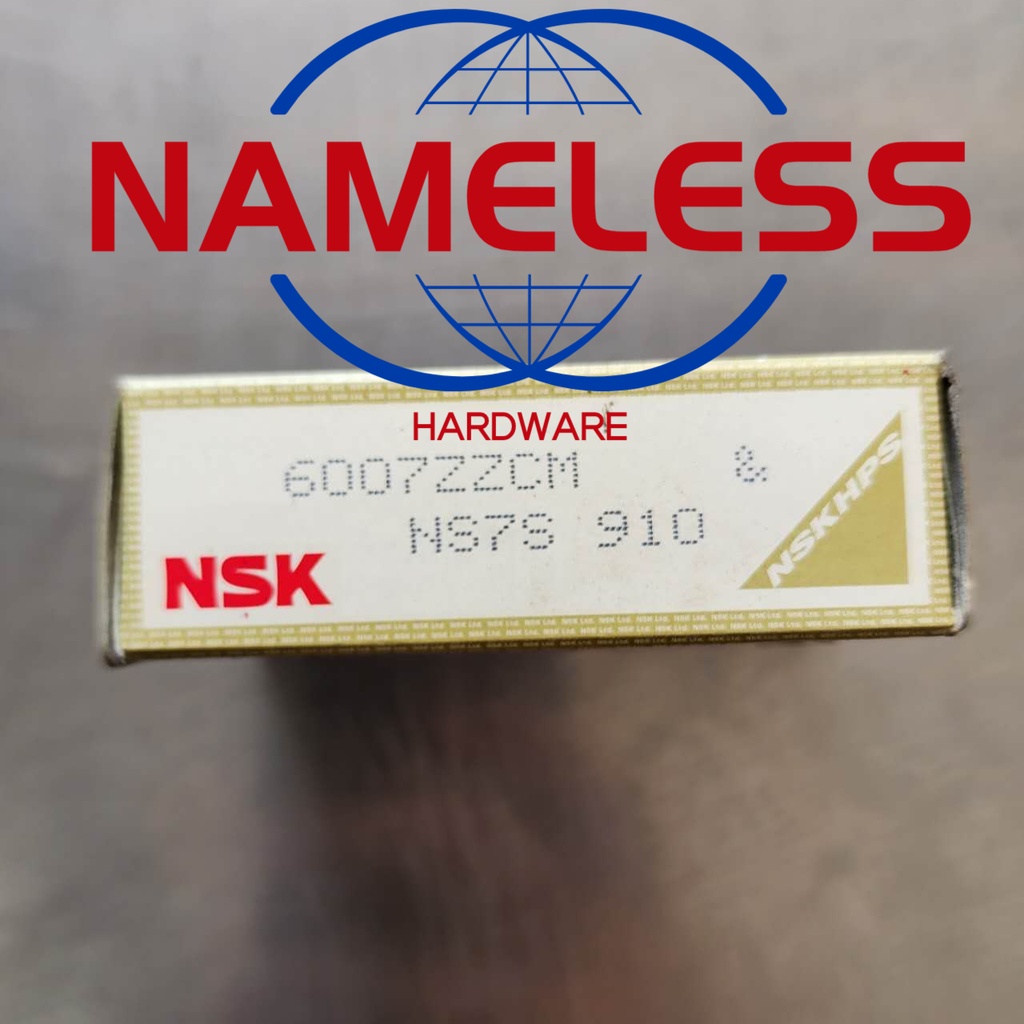 NAMELESS
HARDWARE
6007ZZCM &
NS7S 910
NSK
NSKHPS